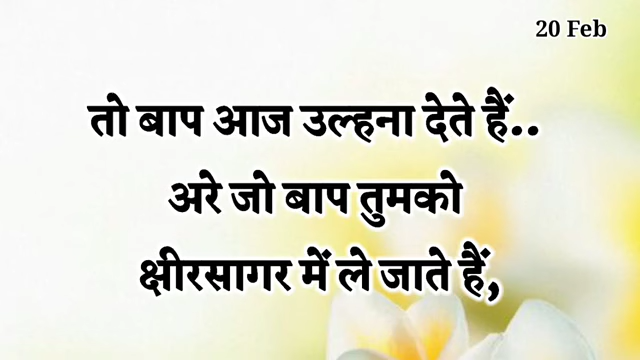 20 Feb
तो बाप आज उल्हना देते हैं..
अरे जो बाप तुमको
क्षीरसागर में ले जाते हैं,